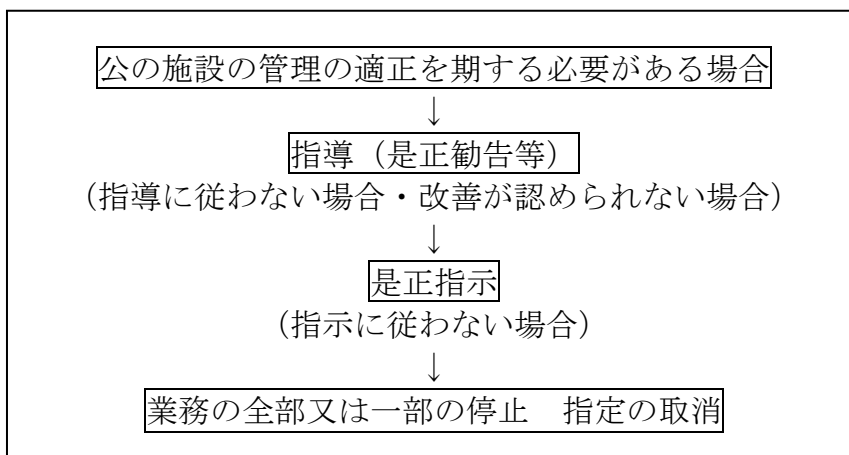 公の施設の管理の適正を期する必要がある場合
↓
指導（是正勧告等）
（指導に従わない場合・改善が認められない場合）
↓
是正指示
（指示に従わない場合）
↓
業務の全部又は一部の停止　指定の取消